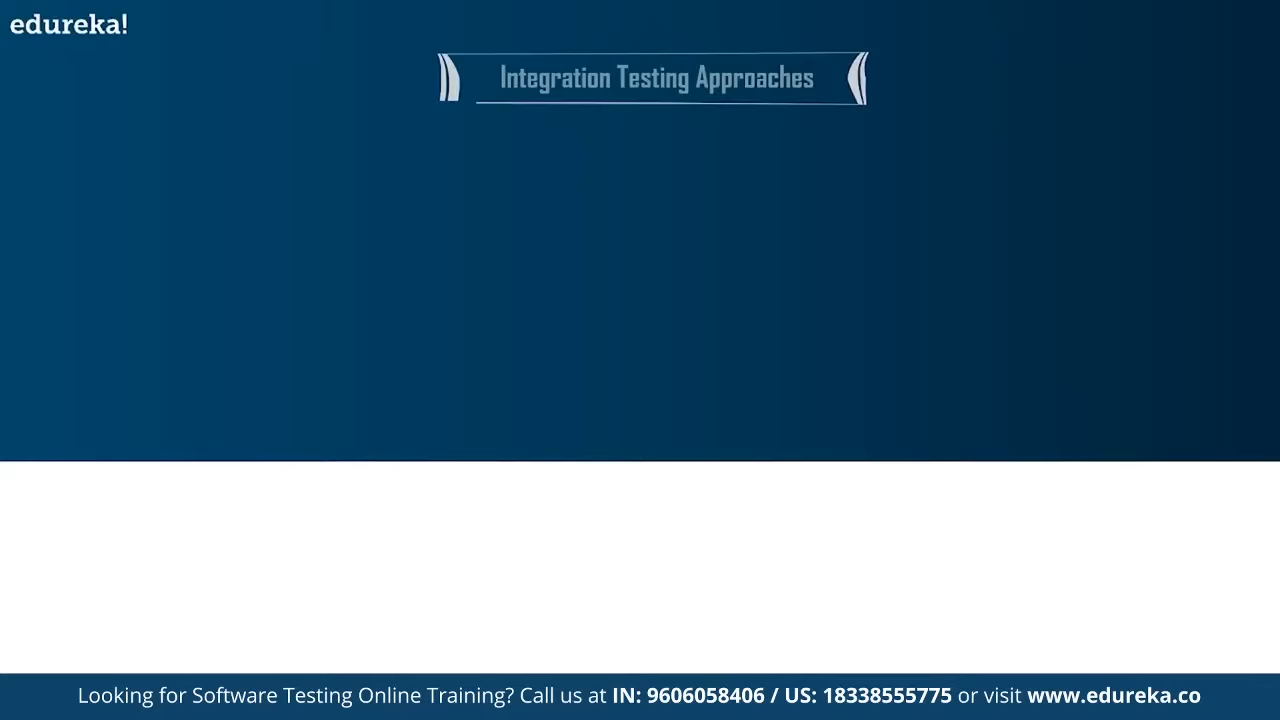 edureka!
Integration Testing Approaches
Looking for Software Testing Online Training? Call us at IN: 9606058406 / US: 18338555775 or visit www.edureka.co